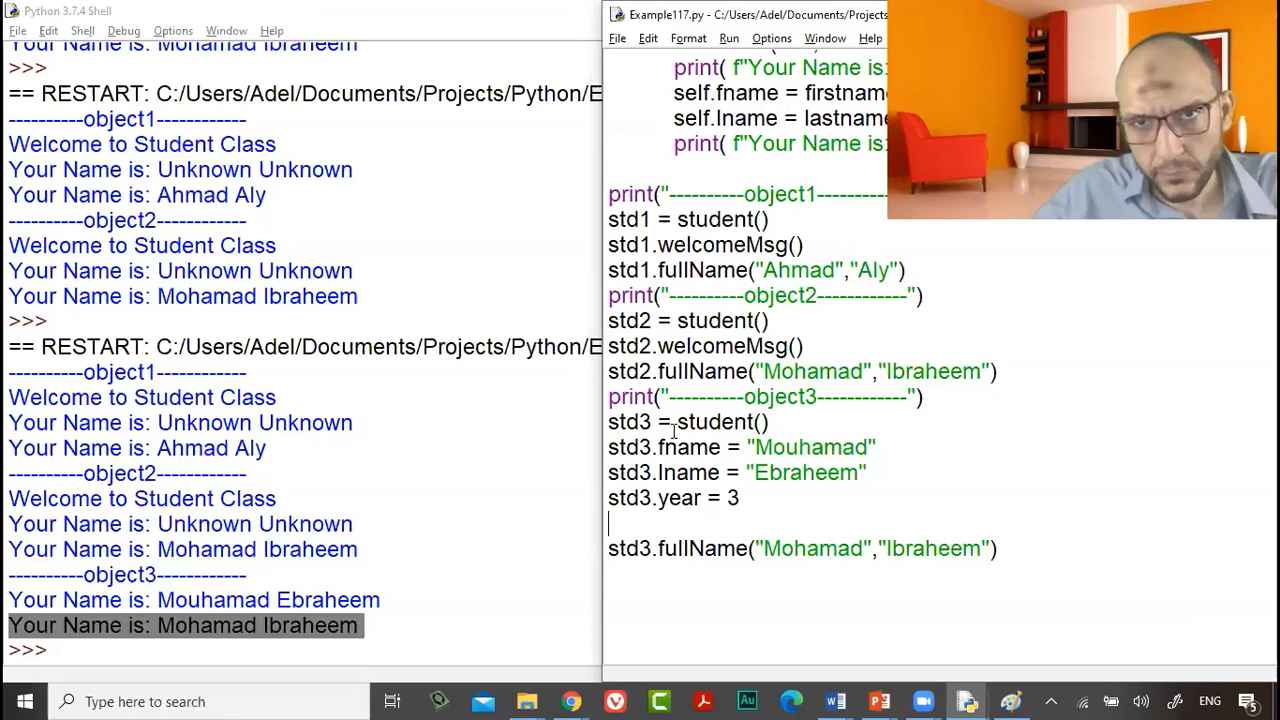 Python 3.7.4 Shell
File Edit Shell Debug Options Window Help
Your Name is: Mohamad Ibraheem
>>>
== RESTART: C:/Users/Adel/Documents/Projects/Python/E
----------object1------------
Welcome to Student Class
Your Name is: Unknown Unknown
Your Name is: Ahmad Aly
----------object2------------
Welcome to Student Class
Your Name is: Unknown Unknown
Your Name is: Mohamad Ibraheem
>>>
== RESTART: C:/Users/Adel/Documents/Projects/Python/E
----------object1------------
Welcome to Student Class
Your Name is: Unknown Unknown
Your Name is: Ahmad Aly
----------object2------------
Welcome to Student Class
Your Name is: Unknown Unknown
Your Name is: Mohamad Ibraheem
----------object3------------
Your Name is: Mouhamad Ebraheem
Your Name is: Mohamad Ibraheem
>>>
Example117.py - C:/Users/Adel/Documents/Projects
File Edit Format Run Options Window Help
print( f"Your Name is:
self.fname = firstname
self.lname = lastname
print( f"Your Name is:
print("----------object1---------
std1 = student()
std1.welcomeMsg()
std1.fullName("Ahmad","Aly")
print("----------object2------------")
std2 = student()
std2.welcomeMsg()
std2.fullName("Mohamad","Ibraheem")
print("----------object3------------")
std3 = student()
std3.fname = "Mouhamad"
std3.lname = "Ebraheem"
std3.year = 3
std3.fullName("Mohamad","Ibraheem")
Type here to search
ENG
5